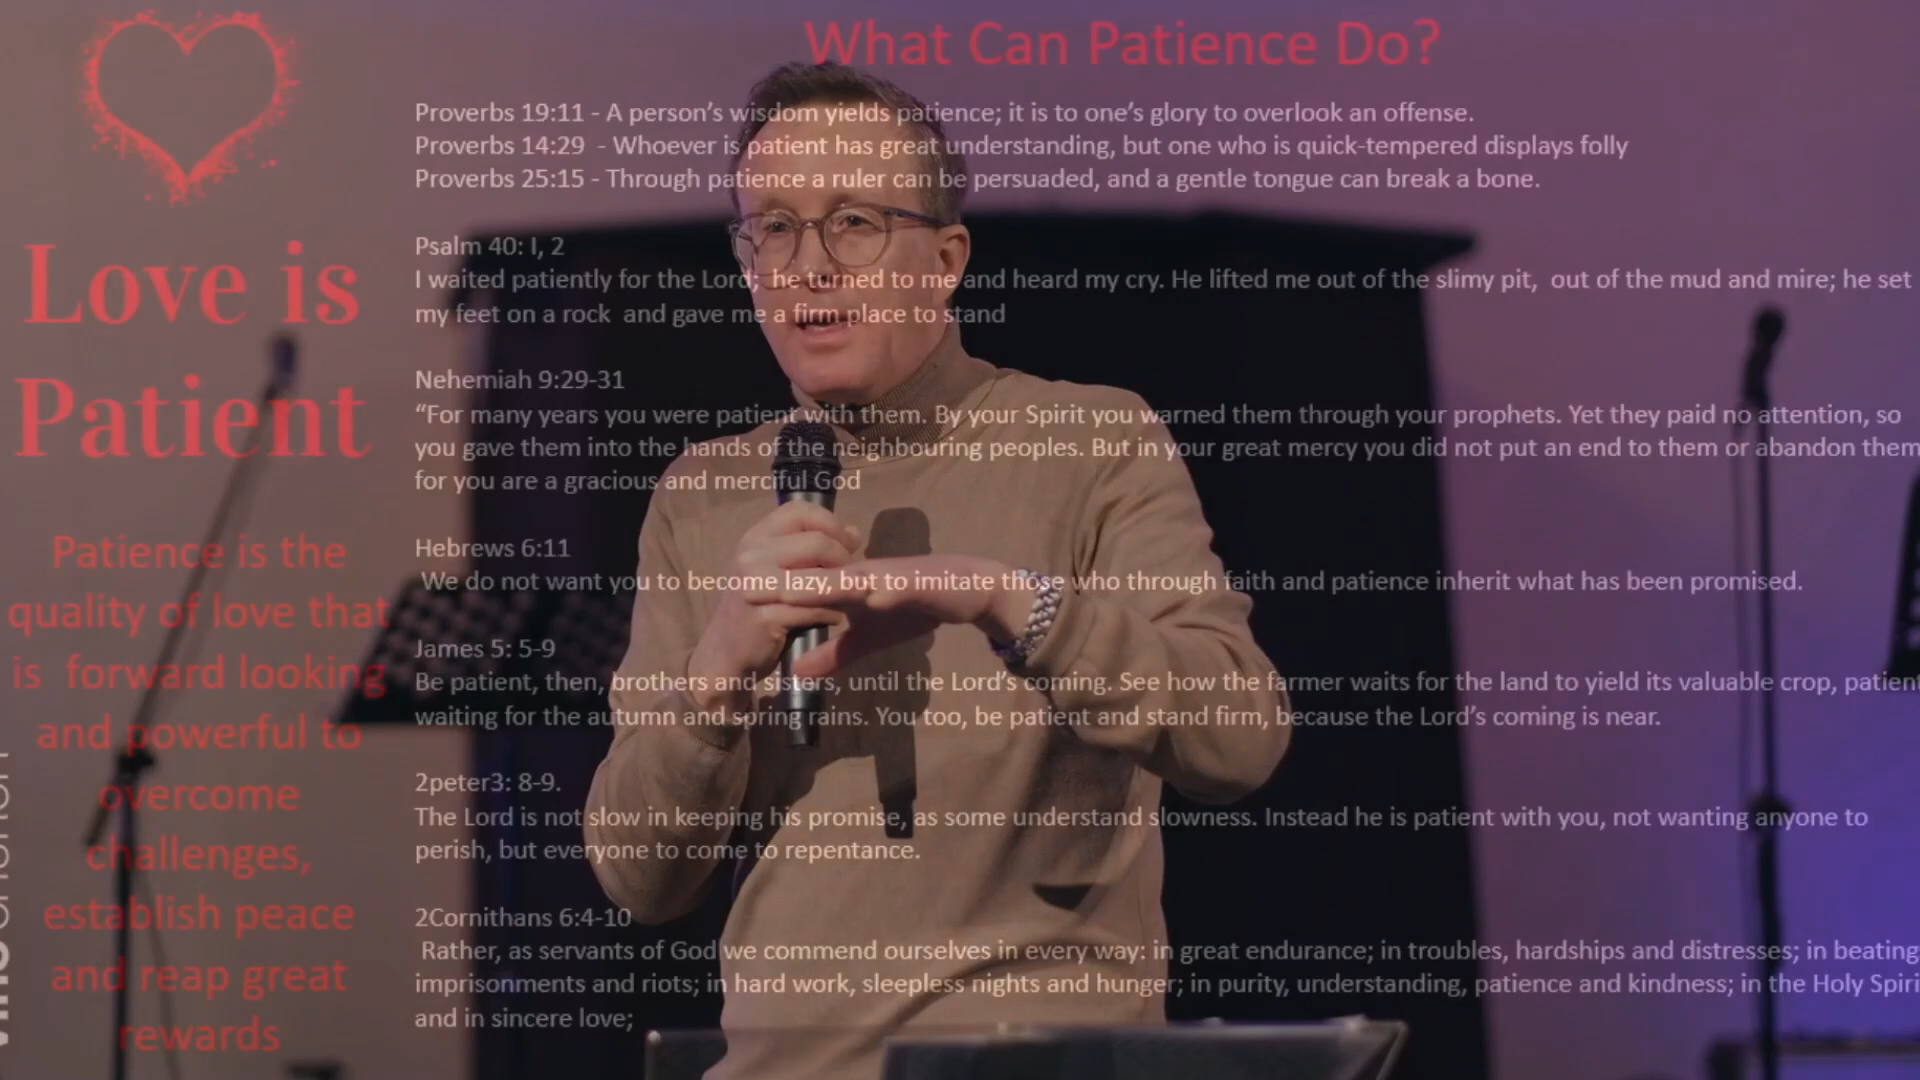 What Can Patience Do?
Proverbs 19:11 - A person’s wisdom yields patience; it is to one’s glory to overlook an offense.
Proverbs 14:29 - Whoever is patient has great understanding, but one who is quick-tempered displays folly
Proverbs 25:15 - Through patience a ruler can be persuaded, and a gentle tongue can break a bone.
Psalm 40: I, 2
I waited patiently for the Lord; he turned to me and heard my cry. He lifted me out of the slimy pit, out of the mud and mire; he set
my feet on a rock and gave me a firm place to stand
Nehemiah 9:29-31
“For many years you were patient with them. By your Spirit you warned them through your prophets. Yet they paid no attention, so
you gave them into the hands of the neighbouring peoples. But in your great mercy you did not put an end to them or abandon them
for you are a gracious and merciful God
Hebrews 6:11
We do not want you to become lazy, but to imitate those who through faith and patience inherit what has been promised.
James 5: 5-9
Be patient, then, brothers and sisters, until the Lord’s coming. See how the farmer waits for the land to yield its valuable crop, patient
waiting for the autumn and spring rains. You too, be patient and stand firm, because the Lord’s coming is near.
2peter3: 8-9.
The Lord is not slow in keeping his promise, as some understand slowness. Instead he is patient with you, not wanting anyone to
perish, but everyone to come to repentance.
2Cornithans 6:4-10
Rather, as servants of God we commend ourselves in every way: in great endurance; in troubles, hardships and distresses; in beating
imprisonments and riots; in hard work, sleepless nights and hunger; in purity, understanding, patience and kindness; in the Holy Spiri
and in sincere love;
Love is
Patient
Patience is the
quality of love that
is forward looking
and powerful to
overcome
challenges,
establish peace
and reap great
rewards